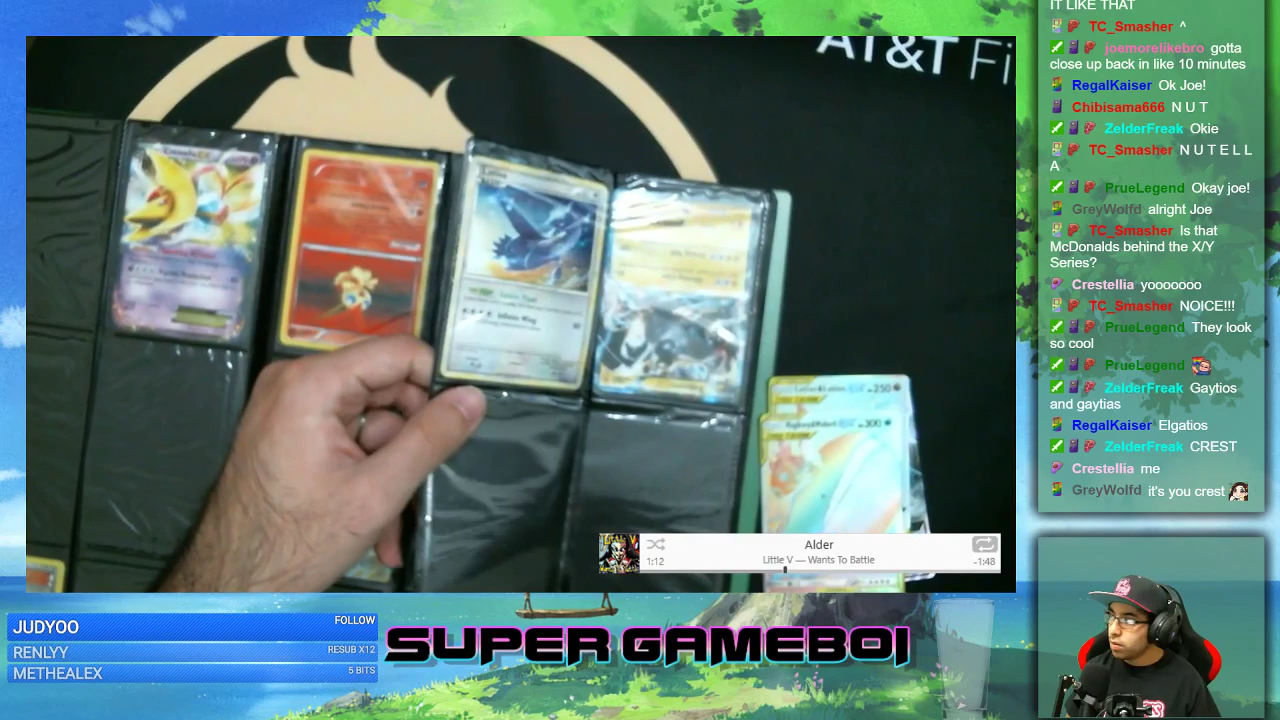 AT&T Fi
IT LIKE THAT
TC_Smasher ^
joemorelikebro gotta
close up back in like 10 minutes
RegalKaiser Ok Joe!
Chibisama666 N U T
ZelderFreak Okie
TC_Smasher N U T E L L
A
PrueLegend Okay joe!
GreyWolfd alright Joe
TC_Smasher Is that
McDonalds behind the X/Y
Series?
Crestellia yooooooo
TC_Smasher NOICE!!!
PrueLegend They look
so cool
PrueLegend
ZelderFreak Gaytios
and gaytias
RegalKaiser Elgatios
ZelderFreak CREST
Crestellia me
GreyWolfd it's you crest
250
300
Alder
1:12
Little V — Wants To Battle
-1:48
JUDYOO
FOLLOW
RENLYY
RESUB X12
METHEALEX
5 BITS
SUPER GAMEBOI